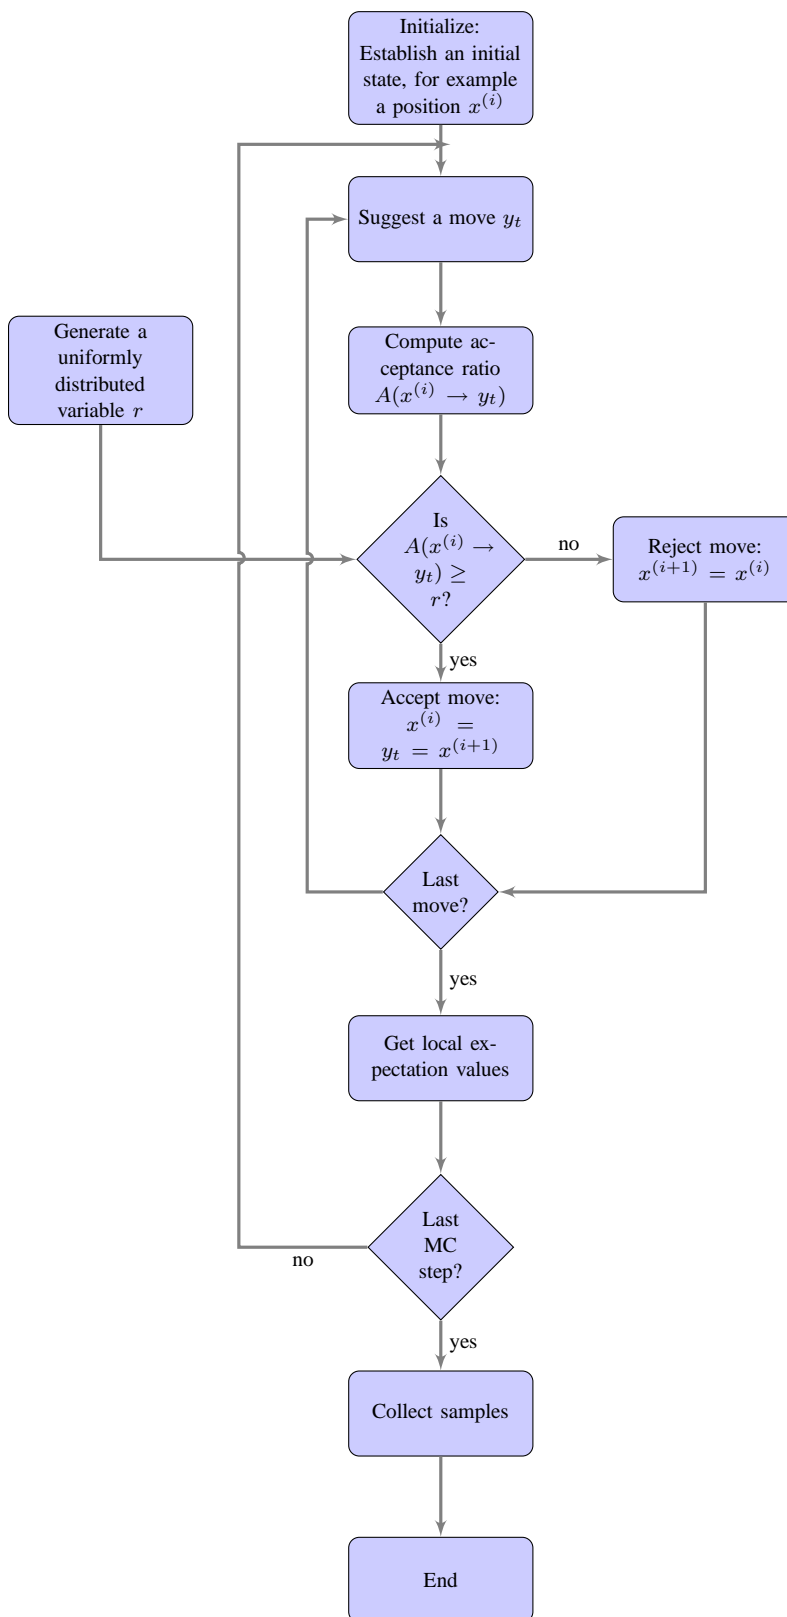 Initialize:
Establish an initial
state, for example
a position x^{(i)}
Suggest a move y_t
Generate a
uniformly
distributed
variable r
Compute ac-
ceptance ratio
A(x^{(i)} → y_t)
Is
A(x^{(i)} →
y_t) ≥
r?
no
Reject move:
x^{(i+1)} = x^{(i)}
yes
Accept move:
x^{(i)} =
y_t = x^{(i+1)}
Last
move?
yes
Get local ex-
pectation values
Last
MC
step?
no
yes
Collect samples
End